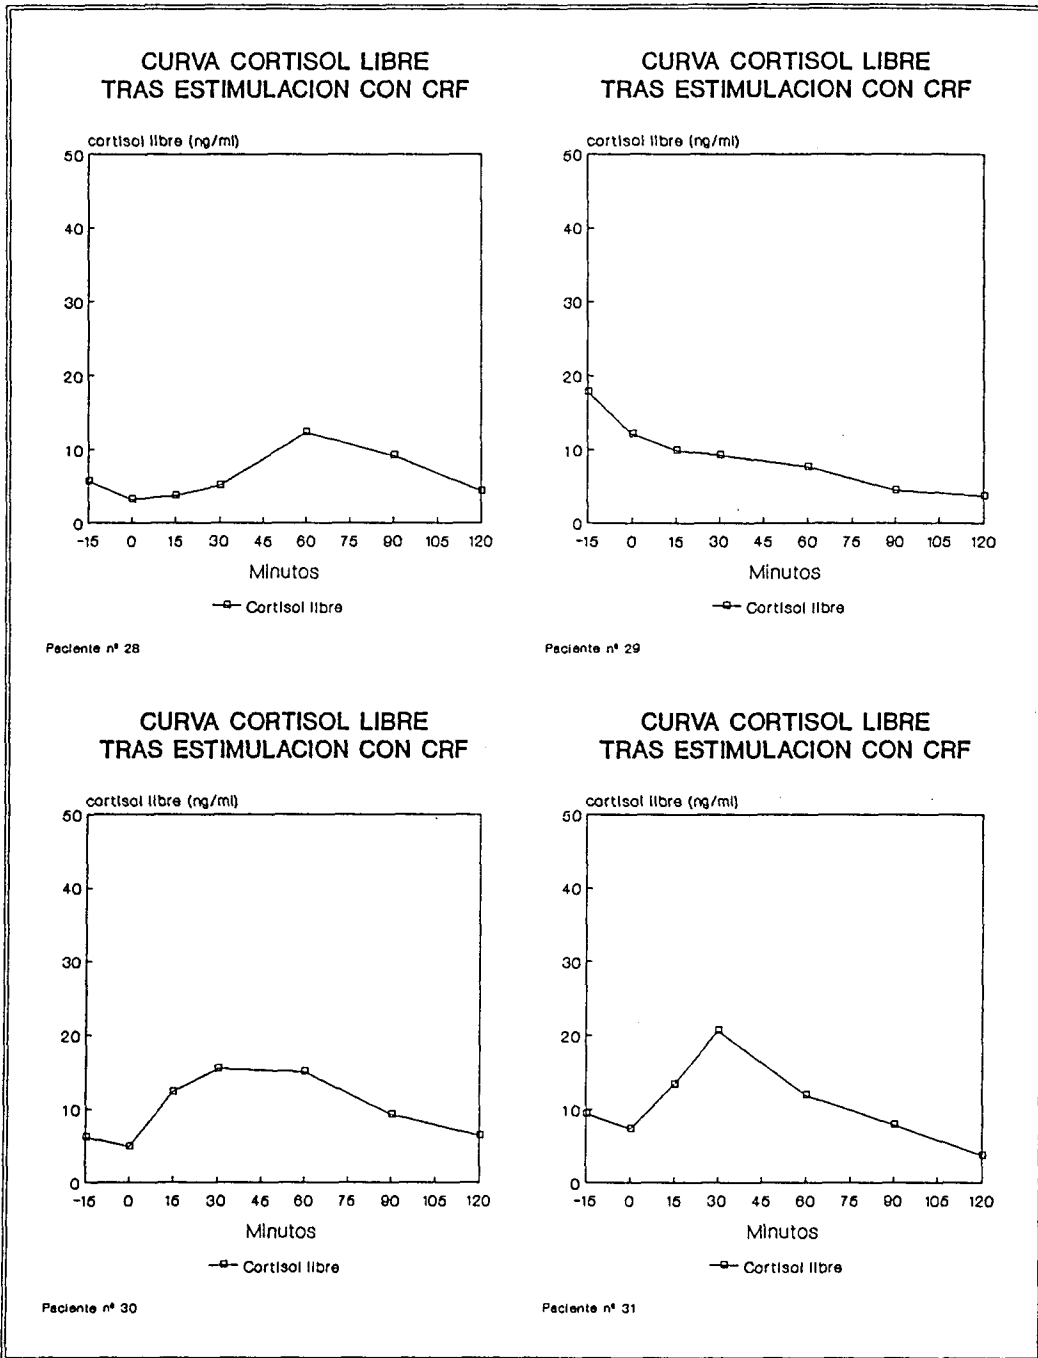 CURVA CORTISOL LIBRE
TRAS ESTIMULACION CON CRF
cortisol libre (ng/ml)
50
40
30
20
10
0
-15 0 15 30 45 60 75 90 105 120
Minutos
Cortisol libre
Paciente nº 28
CURVA CORTISOL LIBRE
TRAS ESTIMULACION CON CRF
cortisol libre (ng/ml)
50
40
30
20
10
0
-15 0 15 30 45 60 75 90 105 120
Minutos
Cortisol libre
Paciente nº 29
CURVA CORTISOL LIBRE
TRAS ESTIMULACION CON CRF
cortisol libre (ng/ml)
50
40
30
20
10
0
-15 0 15 30 45 60 75 90 105 120
Minutos
Cortisol libre
Paciente nº 30
CURVA CORTISOL LIBRE
TRAS ESTIMULACION CON CRF
cortisol libre (ng/ml)
50
40
30
20
10
0
-15 0 15 30 45 60 75 90 105 120
Minutos
Cortisol libre
Paciente nº 31